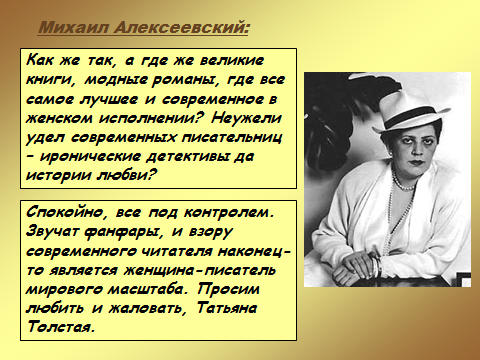 Михаил Алексеевский:
Как же так, а где же великие
книги, модные романы, где все
самое лучшее и современное в
женском исполнении? Неужели
удел современных писательниц
– иронические детективы да
истории любви?
Спокойно, все под контролем.
Звучат фанфары, и взору
современного читателя наконец-
то является женщина-писатель
мирового масштаба. Просим
любить и жаловать, Татьяна
Толстая.